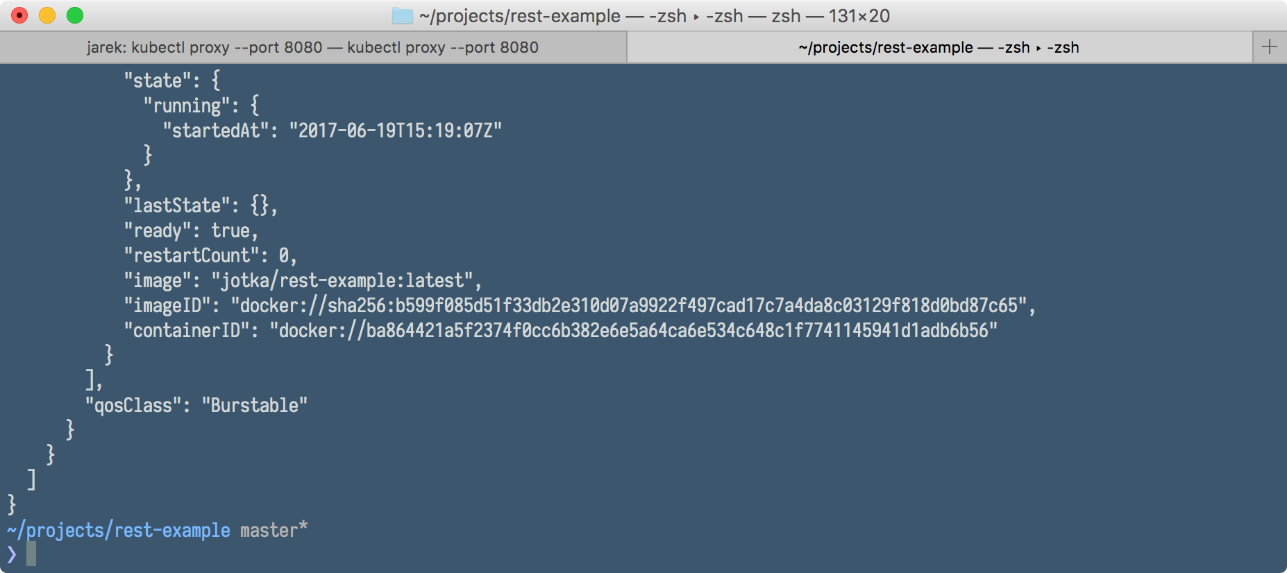 ~/projects/rest-example — -zsh ▸ -zsh — zsh — 131×20
jarek: kubectl proxy --port 8080 — kubectl proxy --port 8080
~/projects/rest-example — -zsh ▸ -zsh
"state": {
"running": {
"startedAt": "2017-06-19T15:19:07Z"
}
},
"lastState": {},
"ready": true,
"restartCount": 0,
"image": "jotka/rest-example:latest",
"imageID": "docker://sha256:b599f085d51f33db2e310d07a9922f497cad17c7a4da8c03129f818d0bd87c65",
"containerID": "docker://ba864421a5f2374f0cc6b382e6e5a64ca6e534c648c1f7741145941d1adb6b56"
}
],
"qosClass": "Burstable"
}
}
]
}
~/projects/rest-example master*
❯